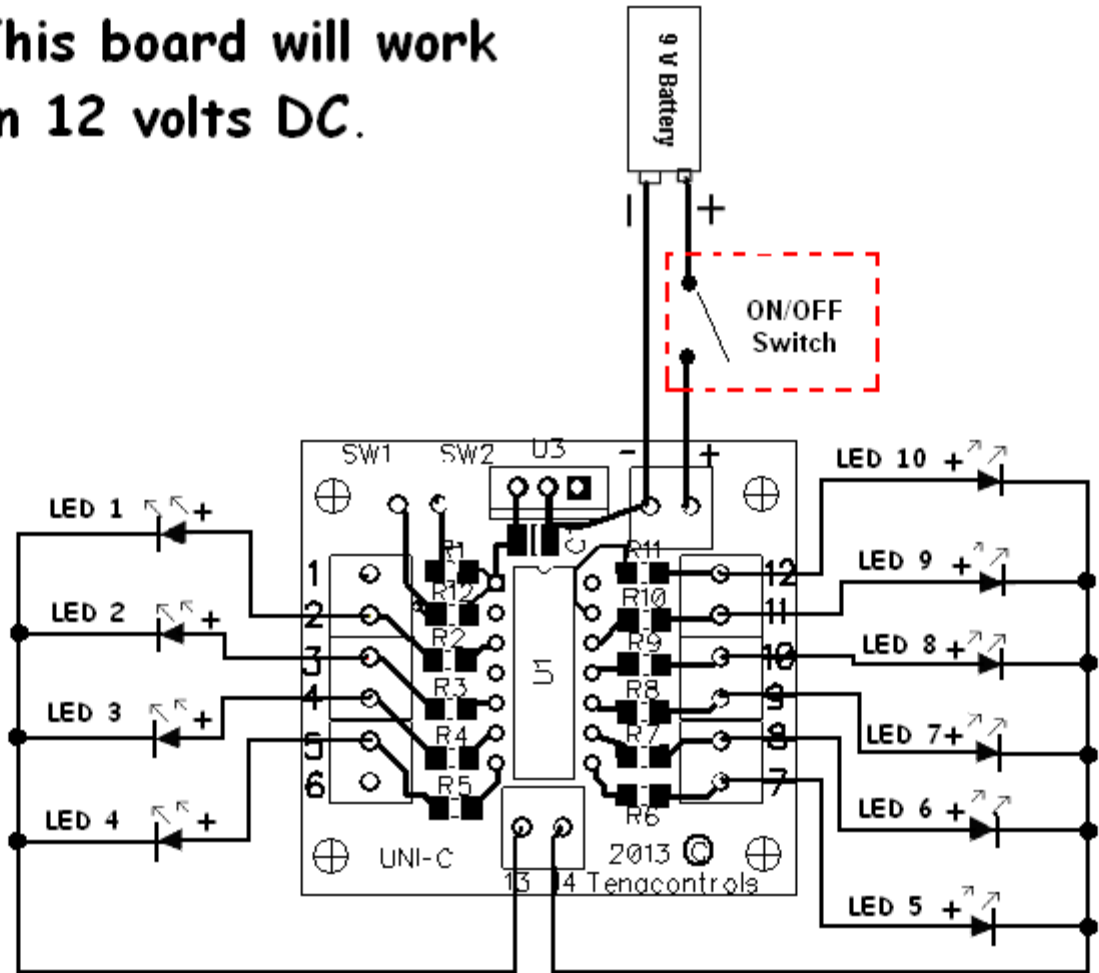 his board will work
n 12 volts DC.
9 V Battery
- +
ON/OFF
Switch
SW1 SW2 U3 - +
LED 10 +
LED 1 +
C1
R1 R11
1 12
LED 9 +
R12 R10
2 11
LED 2 +
R2 R9
3 10
LED 8 +
U1
R3 R8
4 9
LED 3 +
LED 7+
R4 R7
5 8
R5
6 7
LED 6 +
LED 4 +
R6
UNI-C 2013 ©
13 14 Tenacontrols
LED 5 +